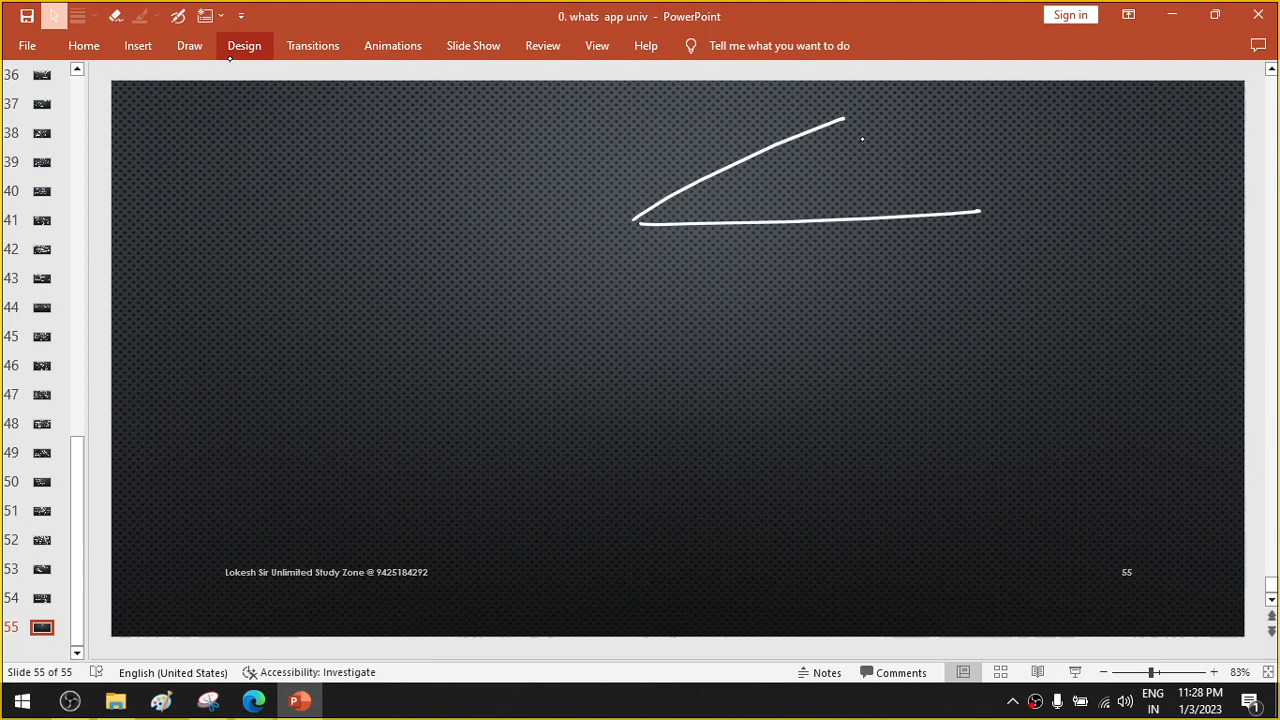 0. whats app univ - PowerPoint
Sign in
File Home Insert Draw Design Transitions Animations Slide Show Review View Help Tell me what you want to do
36
37
38
39
40
41
42
43
44
45
46
47
48
49
50
51
52
53
54
55
Lokesh Sir Unlimited Study Zone @ 9425184292 55
Slide 55 of 55 English (United States) Accessibility: Investigate Notes Comments 83%
ENG 11:28 PM
IN 1/3/2023 1